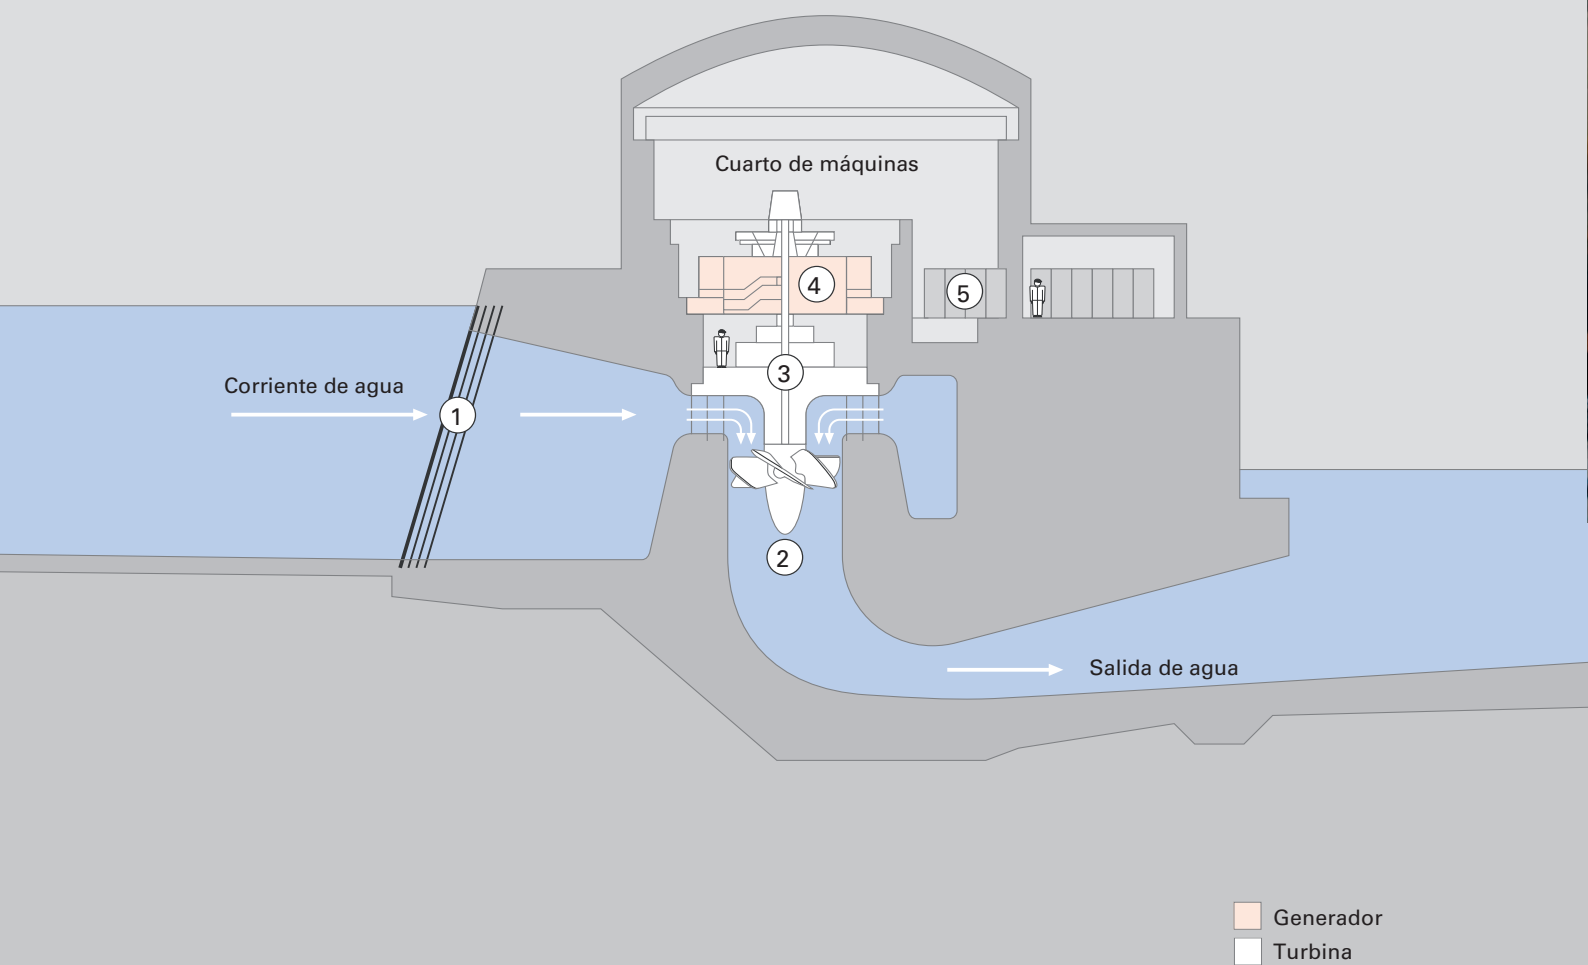 Cuarto de máquinas
4
5
3
Corriente de agua
1
2
Salida de agua
Generador
Turbina